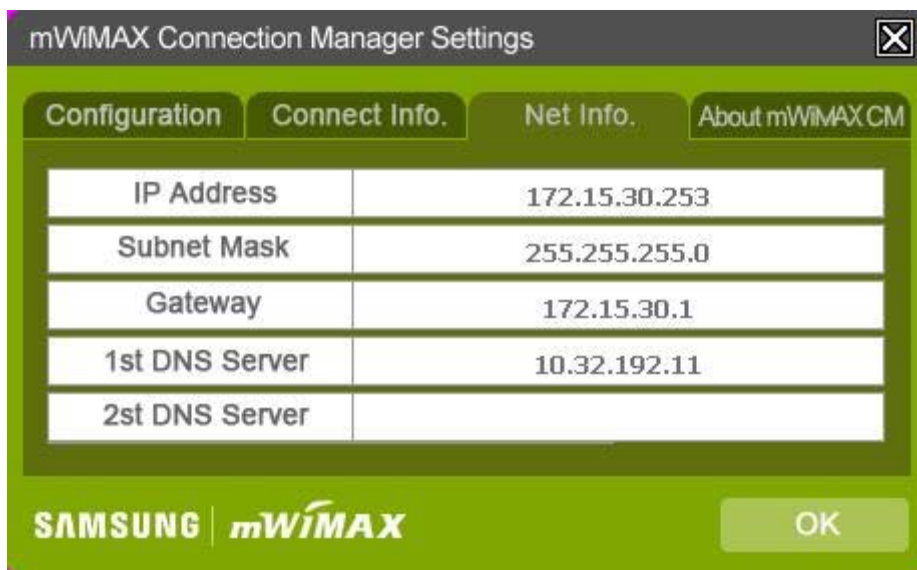 mWiMAX Connection Manager Settings
Configuration Connect Info. Net Info. About mWiMAX CM
IP Address 172.15.30.253
Subnet Mask 255.255.255.0
Gateway 172.15.30.1
1st DNS Server 10.32.192.11
2st DNS Server
SAMSUNG mWiMAX OK